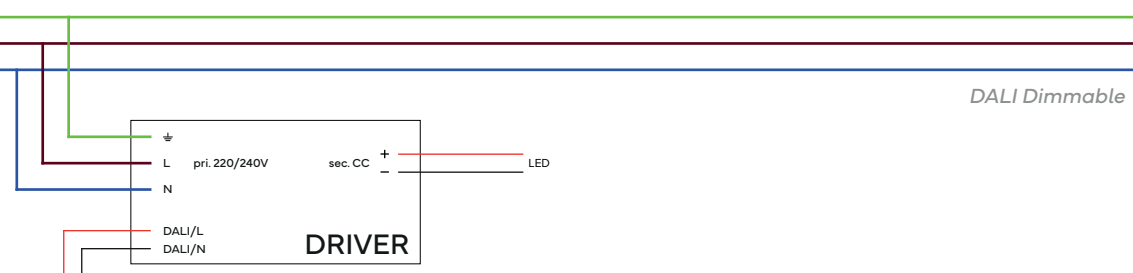 DALI Dimmable
L pri. 220/240V sec. CC + LED
−
N
DALI/L
DALI/N DRIVER